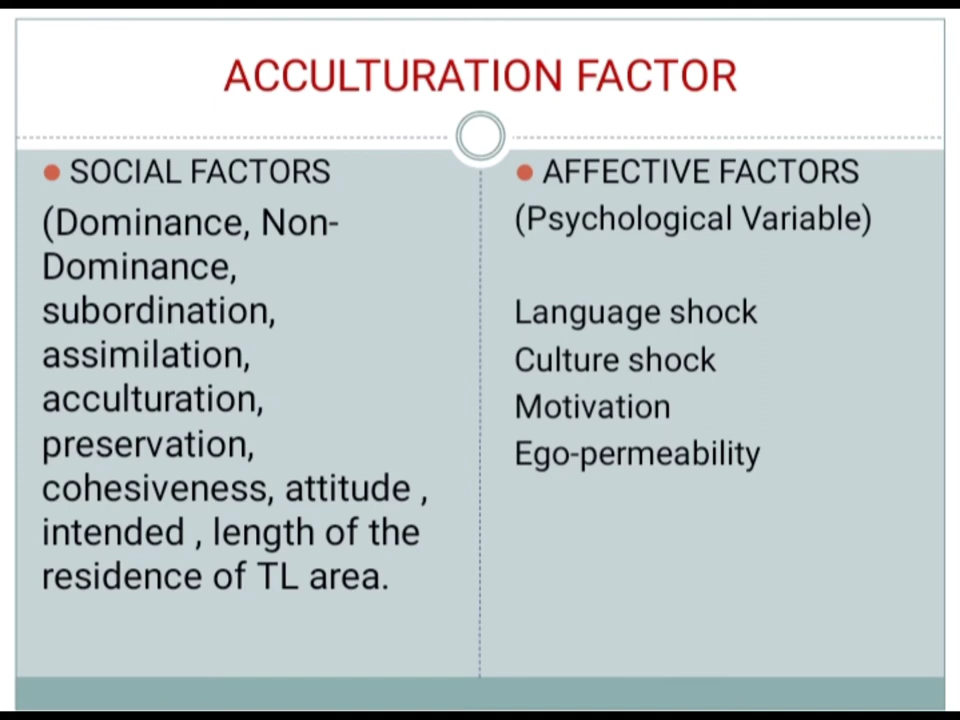 ACCULTURATION FACTOR
SOCIAL FACTORS
(Dominance, Non-
Dominance,
subordination,
assimilation,
acculturation,
preservation,
cohesiveness, attitude ,
intended , length of the
residence of TL area.
AFFECTIVE FACTORS
(Psychological Variable)
Language shock
Culture shock
Motivation
Ego-permeability